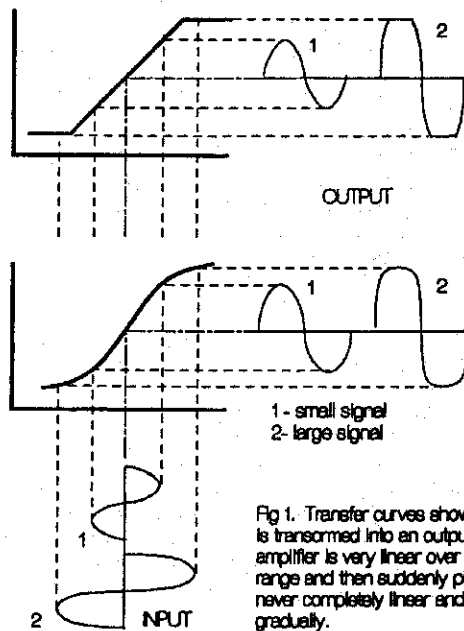 1
2
OUTPUT
1
2
1 - small signal
2- large signal
1
2
INPUT
Fig 1. Transfer curves show
is transormed into an outpu
amplifier is very linear over
range and then suddenly p
never completely linear and
gradually.